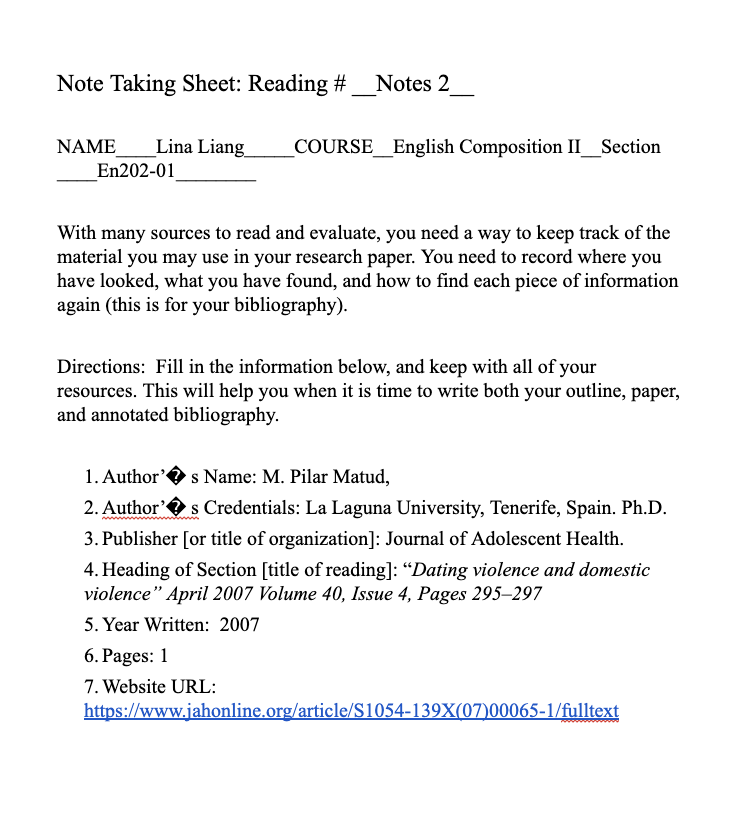 Note Taking Sheet: Reading # __Notes 2__
NAME____Lina Liang_____COURSE__English Composition II__Section
____En202-01________
With many sources to read and evaluate, you need a way to keep track of the
material you may use in your research paper. You need to record where you
have looked, what you have found, and how to find each piece of information
again (this is for your bibliography).
Directions:  Fill in the information below, and keep with all of your
resources. This will help you when it is time to write both your outline, paper,
and annotated bibliography.
1. Author’� s Name: M. Pilar Matud,
2. Author’� s Credentials: La Laguna University, Tenerife, Spain. Ph.D.
3. Publisher [or title of organization]: Journal of Adolescent Health.
4. Heading of Section [title of reading]: “Dating violence and domestic
violence” April 2007 Volume 40, Issue 4, Pages 295–297
5. Year Written:  2007
6. Pages: 1
7. Website URL:
https://www.jahonline.org/article/S1054-139X(07)00065-1/fulltext